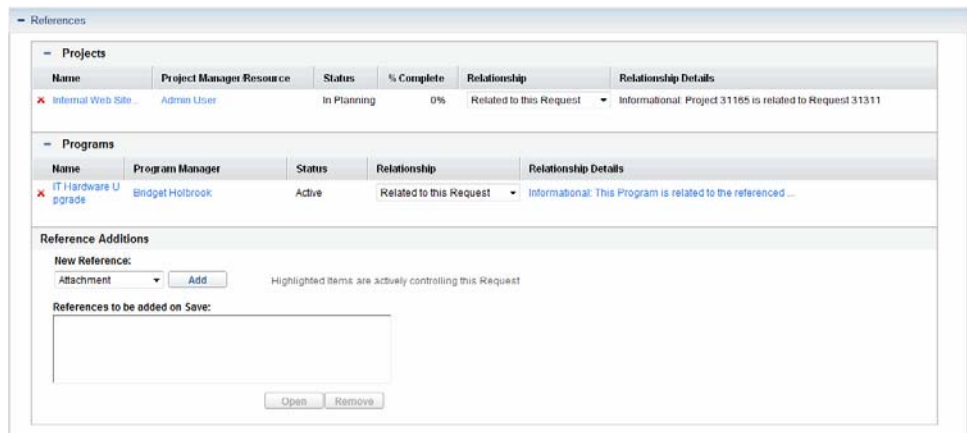 References
Projects
Name Project Manager/Resource Status % Complete Relationship Relationship Details
Internal Web Site... Admin User In Planning 0% Related to this Request Informational: Project 31165 is related to Request 31311
Programs
Name Program Manager Status Relationship Relationship Details
IT Hardware U
pgrade Bridget Holbrook Active Related to this Request Informational: This Program is related to the referenced ...
Reference Additions
New Reference:
Attachment Add Highlighted items are actively controlling this Request
References to be added on Save:
Open Remove